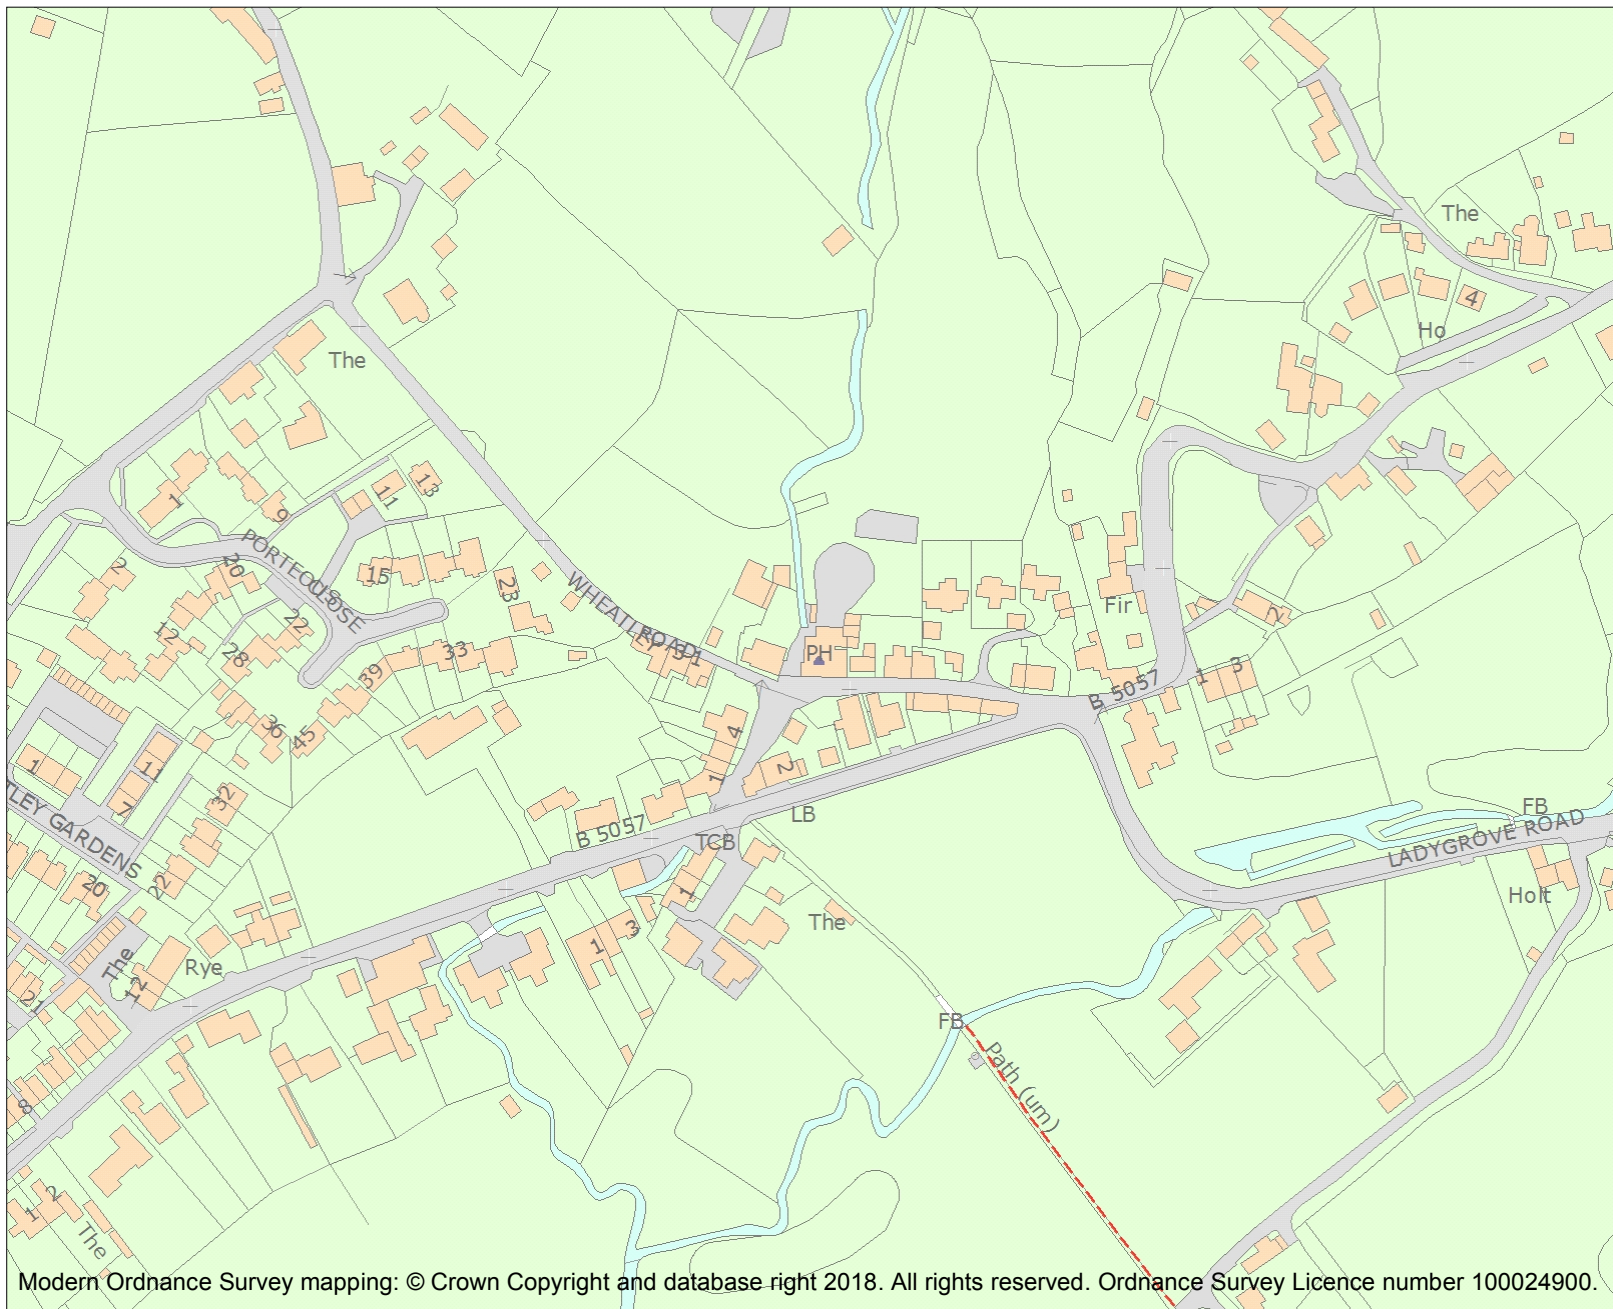 The
4
Ho
The
1
9
11
13
PORTEOUS
CLOSE
2
20
15
18
22
12
28
23
33
39
36
45
WHEATLEY
ROAD
5
1
PH
Fir
2
B 5057
1
3
4
1
2
LB
B 5057
TCB
1
11
7
32
TLEY GARDENS
20
22
FB
LADYGROVE ROAD
Holt
The
1
3
1
The
Rye
12
21
8
FB
Path (um)
1
2
The
Modern Ordnance Survey mapping: © Crown Copyright and database right 2018. All rights reserved. Ordnance Survey Licence number 100024900.